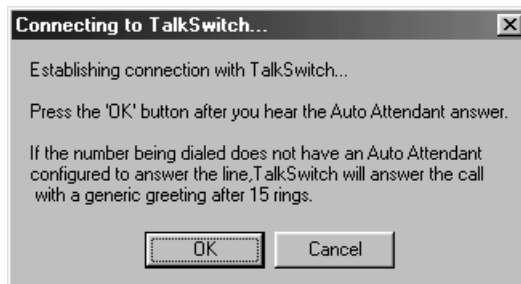 Connecting to TalkSwitch...
Establishing connection with TalkSwitch...
Press the 'OK' button after you hear the Auto Attendant answer.
If the number being dialed does not have an Auto Attendant
configured to answer the line,TalkSwitch will answer the call
with a generic greeting after 15 rings.
OK
Cancel